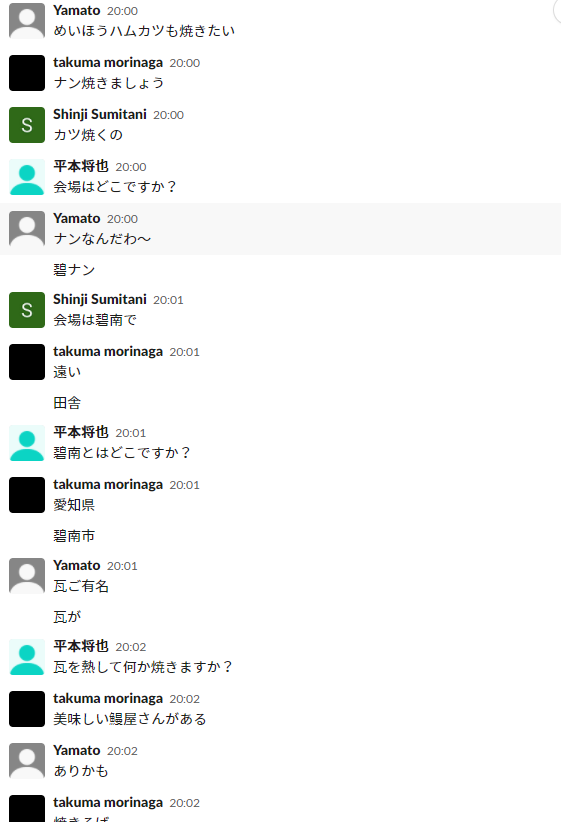 Yamato 20:00
めいほうハムカツも焼きたい
takuma morinaga 20:00
ナン焼きましょう
S
Shinji Sumitani 20:00
カツ焼くの
平本将也 20:00
会場はどこですか？
Yamato 20:00
ナンなんだわ〜
碧ナン
S
Shinji Sumitani 20:01
会場は碧南で
takuma morinaga 20:01
遠い
田舎
平本将也 20:01
碧南とはどこですか？
takuma morinaga 20:01
愛知県
碧南市
Yamato 20:01
瓦ご有名
瓦が
平本将也 20:02
瓦を熱して何か焼きますか？
takuma morinaga 20:02
美味しい鰻屋さんがある
Yamato 20:02
ありかも
takuma morinaga 20:02
焼きそば